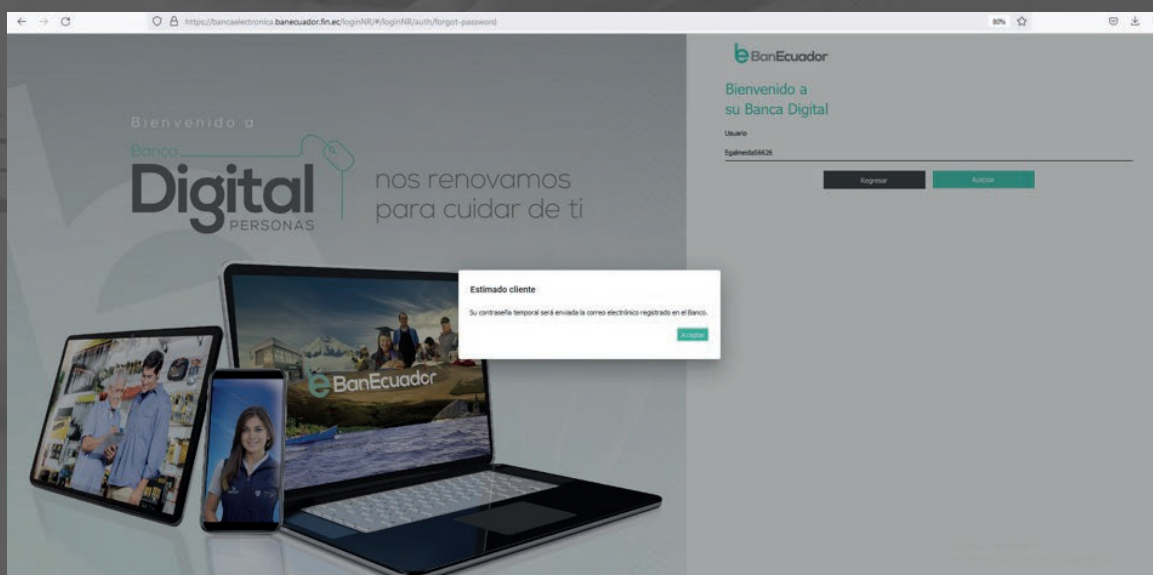 https://bancaelectronica.banecuador.fin.ec/loginNR/#/loginNR/auth/forgot-password
80%
BanEcuador
Bienvenido a
su Banca Digital
Usuario
Egalmeida56626
Regresar
Aceptar
Bienvenido a
Banca
Digital
PERSONAS
nos renovamos
para cuidar de ti
Estimado cliente
Su contraseña temporal será enviada la correo electrónico registrado en el Banco.
Aceptar
BanEcuador